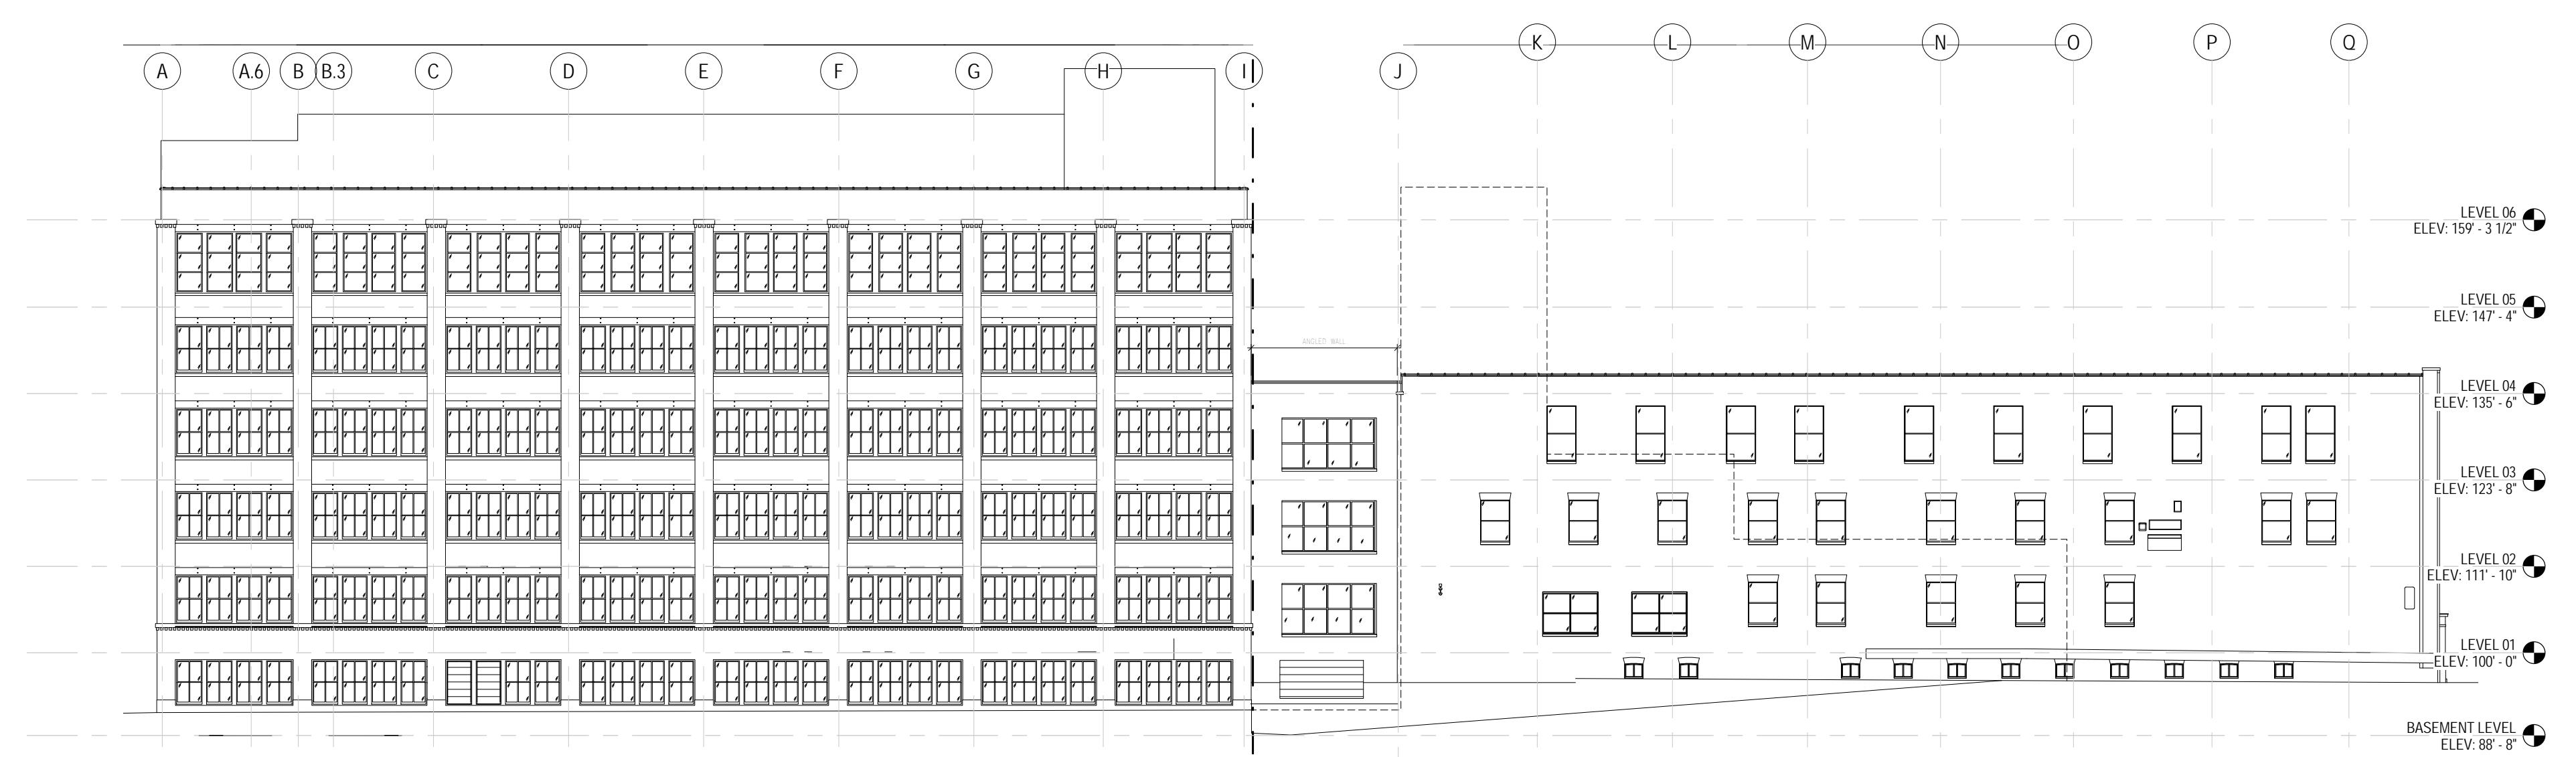 A
A.6
B
B.3
C
D
E
F
G
H
I
J
K
L
M
N
O
P
Q
LEVEL 06
ELEV: 159' - 3 1/2"
LEVEL 05
ELEV: 147' - 4"
ANGLED WALL
LEVEL 04
ELEV: 135' - 6"
LEVEL 03
ELEV: 123' - 8"
LEVEL 02
ELEV: 111' - 10"
LEVEL 01
ELEV: 100' - 0"
BASEMENT LEVEL
ELEV: 88' - 8"